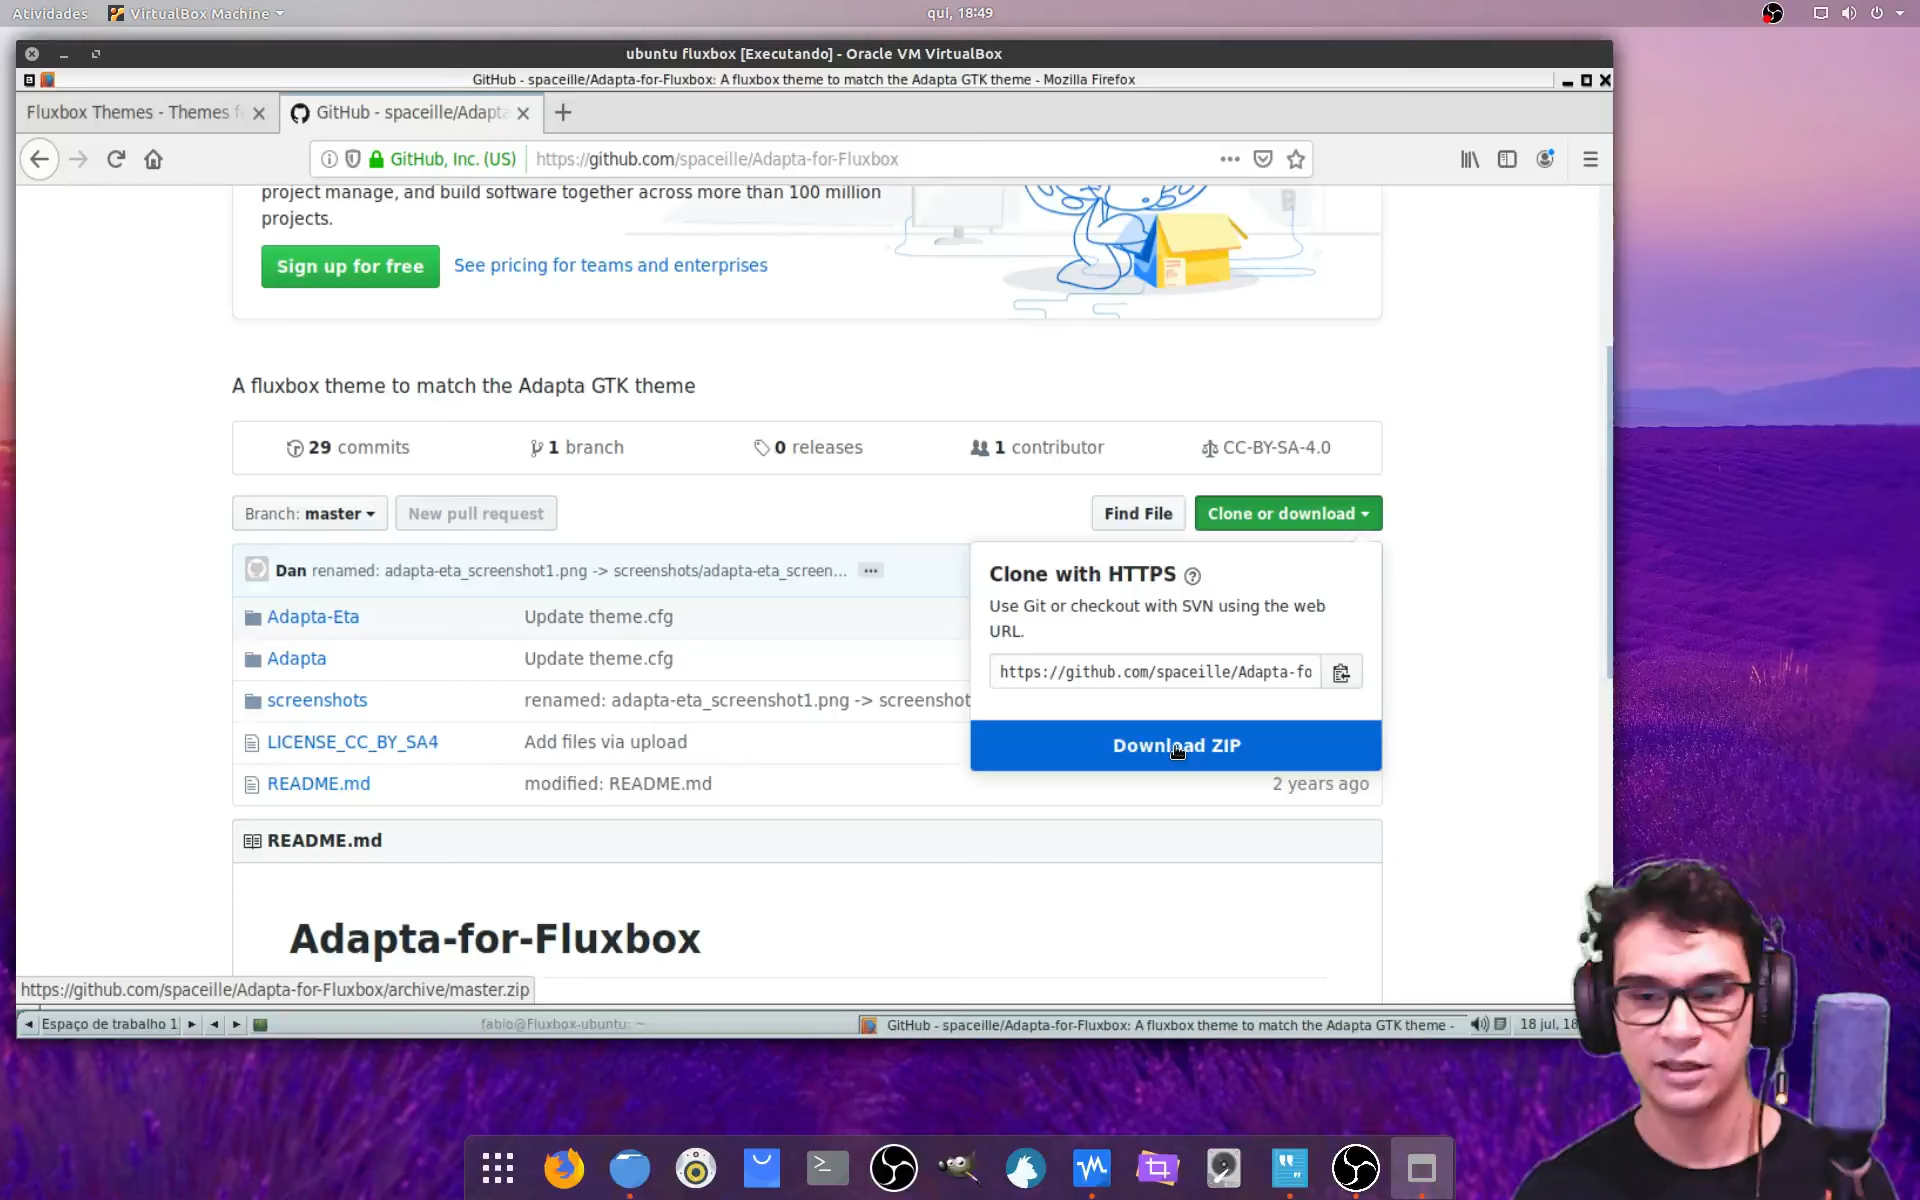 Atividades
VirtualBox Machine
qui, 18:49
ubuntu fluxbox [Executando] - Oracle VM VirtualBox
GitHub - spaceille/Adapta-for-Fluxbox: A fluxbox theme to match the Adapta GTK theme - Mozilla Firefox
Fluxbox Themes - Themes f
GitHub - spaceille/Adapta
GitHub, Inc. (US)
https://github.com/spaceille/Adapta-for-Fluxbox
project manage, and build software together across more than 100 million
projects.
Sign up for free
See pricing for teams and enterprises
A fluxbox theme to match the Adapta GTK theme
29 commits
1 branch
0 releases
1 contributor
CC-BY-SA-4.0
Branch: master
New pull request
Find File
Clone or download
Dan renamed: adapta-eta_screenshot1.png -> screenshots/adapta-eta_screen...
Clone with HTTPS
Use Git or checkout with SVN using the web
URL.
https://github.com/spaceille/Adapta-fo
Download ZIP
Adapta-Eta
Update theme.cfg
Adapta
Update theme.cfg
screenshots
renamed: adapta-eta_screenshot1.png -> screenshot
LICENSE_CC_BY_SA4
Add files via upload
README.md
modified: README.md
2 years ago
README.md
Adapta-for-Fluxbox
https://github.com/spaceille/Adapta-for-Fluxbox/archive/master.zip
Espaço de trabalho 1
fabio@Fluxbox-ubuntu: ~
GitHub - spaceille/Adapta-for-Fluxbox: A fluxbox theme to match the Adapta GTK theme -
18 jul, 18